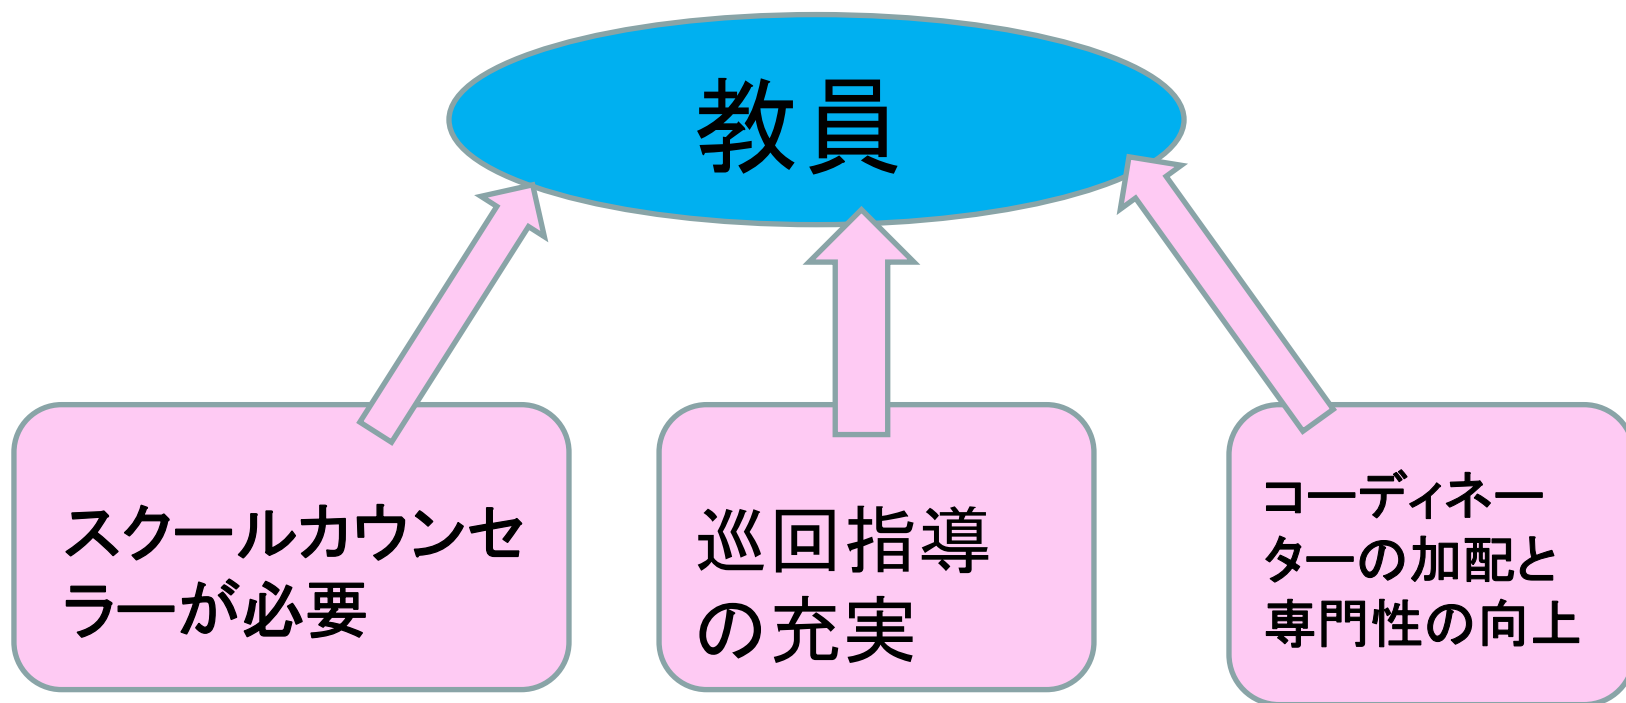 教員
スクールカウンセ
ラーが必要
巡回指導
の充実
コーディネー
ターの加配と
専門性の向上